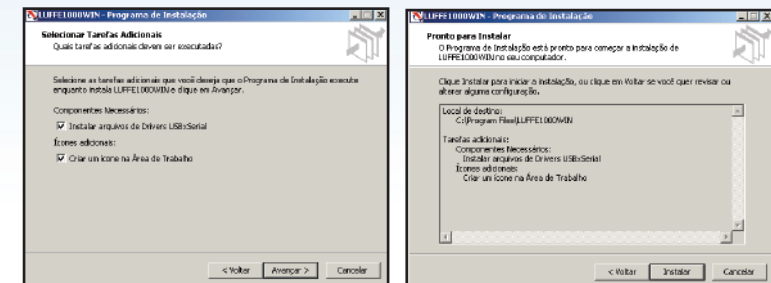 LUFFE1000WIN - Programa de Instalação
Selecionar Tarefas Adicionais
Quais tarefas adicionais devem ser executadas?
Selecione as tarefas adicionais que você deseja que o Programa de Instalação execute
enquanto instala LUFFE1000WIN e clique em Avançar.
Componentes Necessários:
Instalar arquivos de Drivers USBxSerial
Ícones adicionais:
Criar um ícone na Área de Trabalho
< Voltar
Avançar >
Cancelar
LUFFE1000WIN - Programa de Instalação
Pronto para Instalar
O Programa de Instalação está pronto para começar a instalação de
LUFFE1000WIN no seu computador.
Clique Instalar para iniciar a instalação, ou clique em Voltar se você quer revisar ou
alterar alguma configuração.
Local de destino:
C:\Program Files\LUFFE1000WIN
Tarefas adicionais:
Componentes Necessários:
Instalar arquivos de Drivers USBxSerial
Ícones adicionais:
Criar um ícone na Área de Trabalho
< Voltar
Instalar
Cancelar